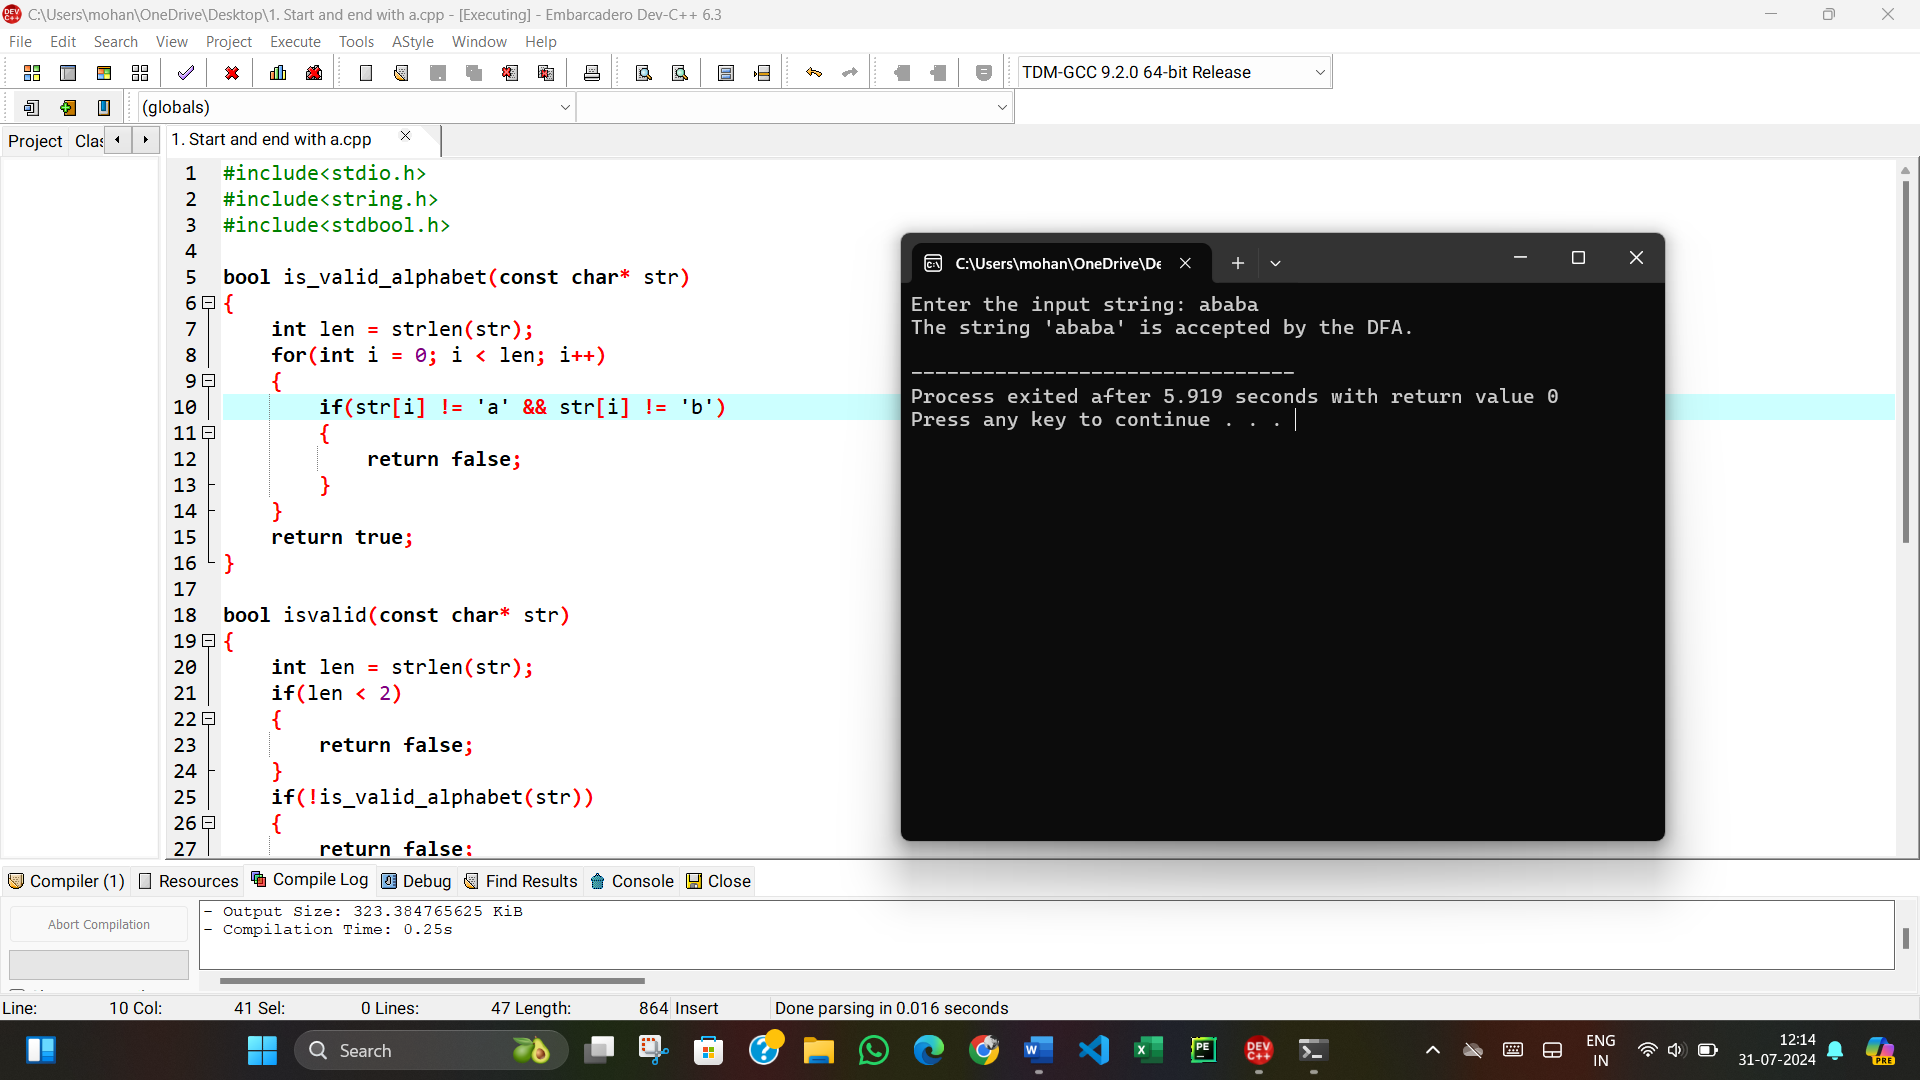 C:\Users\mohan\OneDrive\Desktop\1. Start and end with a.cpp - [Executing] - Embarcadero Dev-C++ 6.3
File Edit Search View Project Execute Tools AStyle Window Help
TDM-GCC 9.2.0 64-bit Release
(globals)
Project Clas
1. Start and end with a.cpp
1 #include<stdio.h>
2 #include<string.h>
3 #include<stdbool.h>
4
5 bool is_valid_alphabet(const char* str)
6 {
7 int len = strlen(str);
8 for(int i = 0; i < len; i++)
9 {
10 if(str[i] != 'a' && str[i] != 'b')
11 {
12 return false;
13 }
14 }
15 return true;
16 }
17
18 bool isvalid(const char* str)
19 {
20 int len = strlen(str);
21 if(len < 2)
22 {
23 return false;
24 }
25 if(!is_valid_alphabet(str))
26 {
27 return false;
C:\Users\mohan\OneDrive\De
Enter the input string: ababa
The string 'ababa' is accepted by the DFA.
--------------------------------
Process exited after 5.919 seconds with return value 0
Press any key to continue . . .
Compiler (1) Resources Compile Log Debug Find Results Console Close
Abort Compilation
- Output Size: 323.384765625 KiB
- Compilation Time: 0.25s
Line: 10 Col: 41 Sel: 0 Lines: 47 Length: 864 Insert Done parsing in 0.016 seconds
Search
ENG
IN
12:14
31-07-2024
PRE